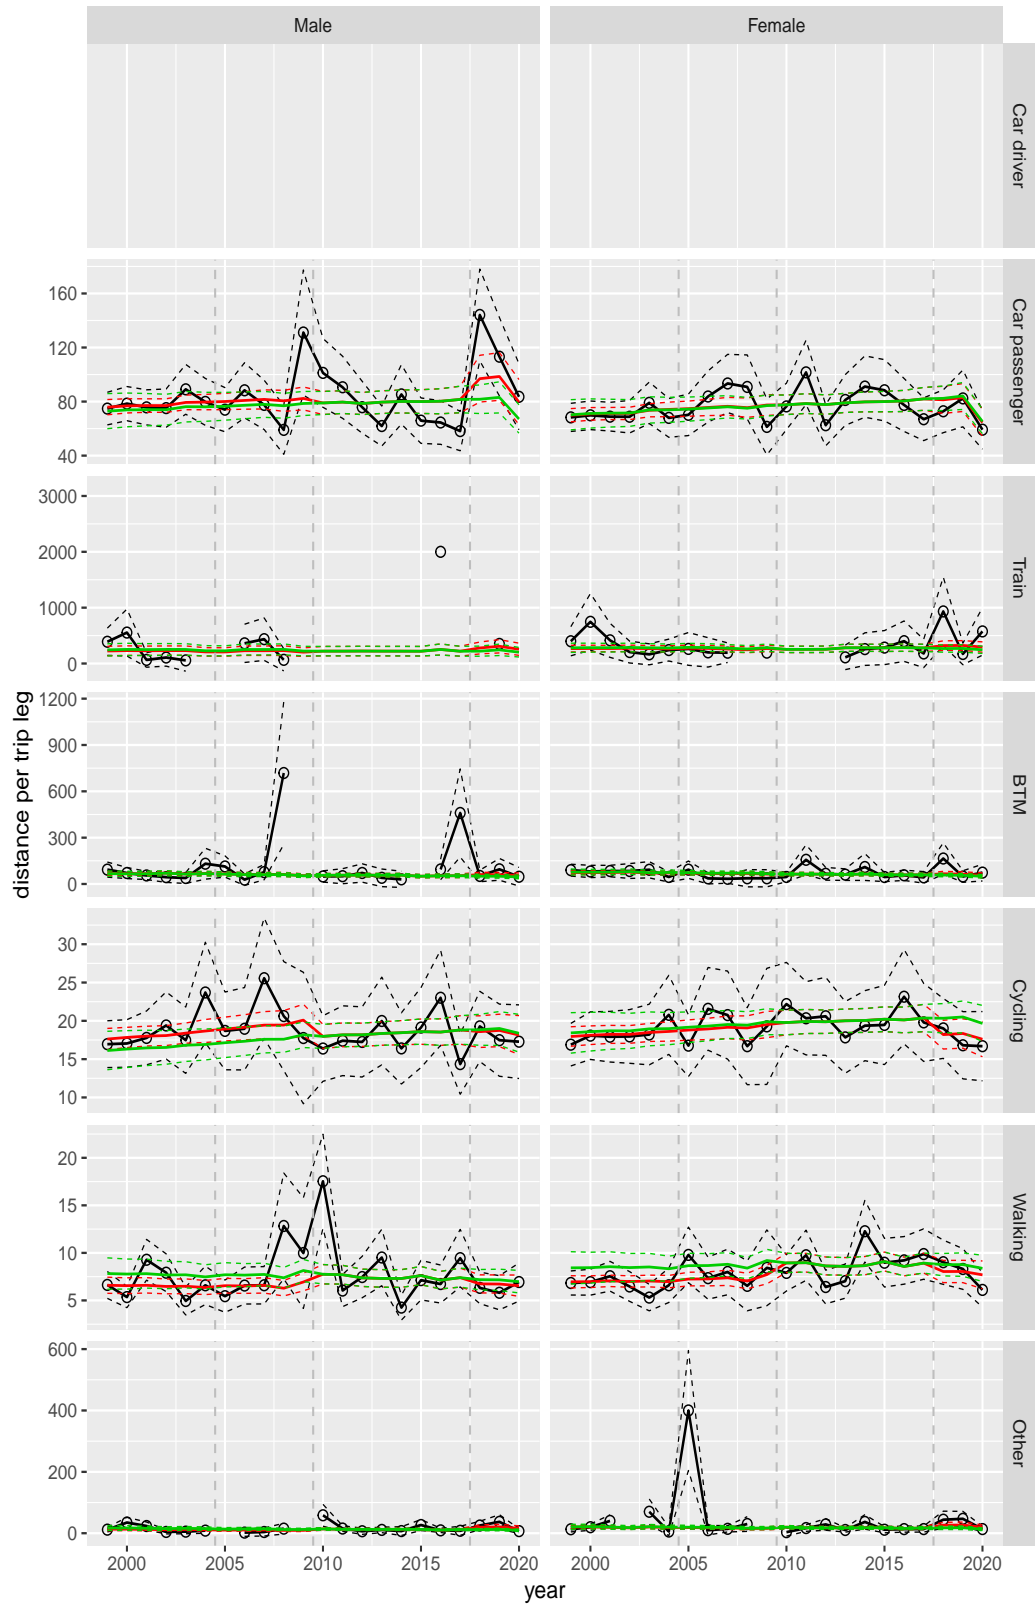 Male Female
Car driver
160
120
80
40
Car passenger
3000
2000
1000
0
Train
1200
900
600
300
0
BTM
distance per trip leg
30
25
20
15
10
Cycling
20
15
10
5
Walking
600
400
200
0
Other
2000 2005 2010 2015 2020 2000 2005 2010 2015 2020
year